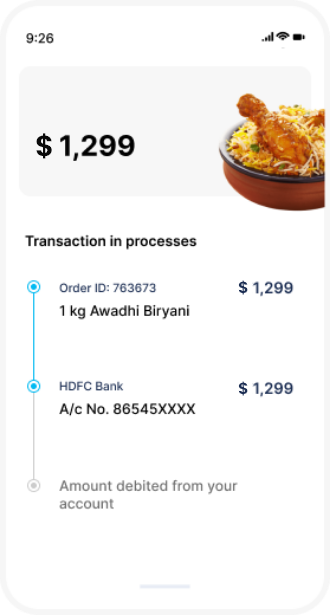 9:26
$ 1,299
Transaction in processes
Order ID: 763673
$ 1,299
1 kg Awadhi Biryani
HDFC Bank
$ 1,299
A/c No. 86545XXXX
Amount debited from your
account